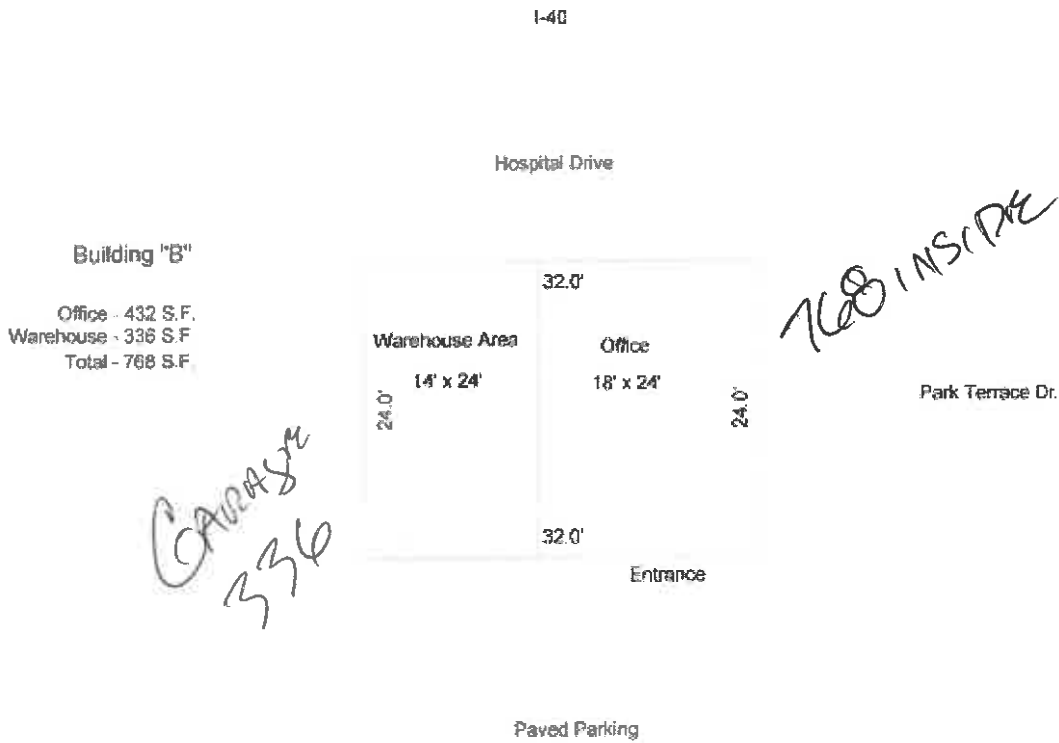 I-40
Hospital Drive
Building "B"
Office - 432 S.F.
Warehouse - 336 S.F.
Total - 768 S.F.
32.0'
Warehouse Area
14' x 24'
24.0'
Office
18' x 24'
24.0'
768 INSIDE
Park Terrace Dr.
GARAGE
336
32.0'
Entrance
Paved Parking